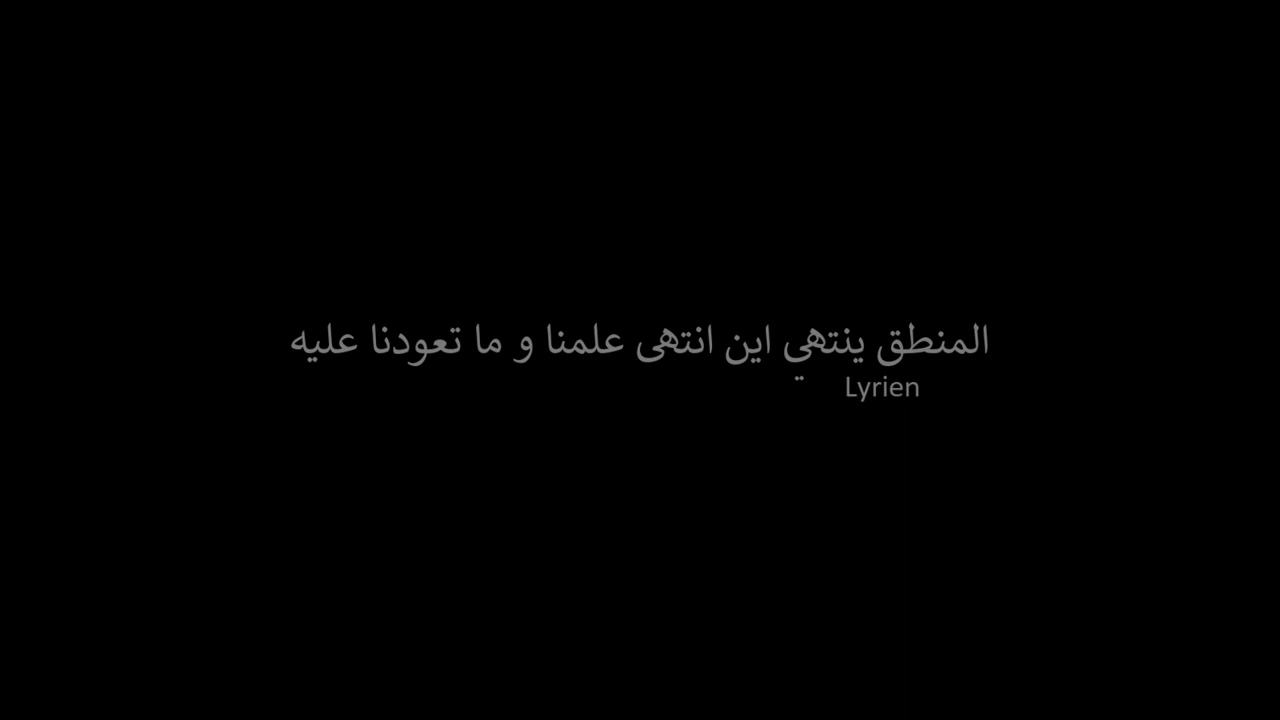 المنطق ينتهي اين انتهى علمنا و ما تعودنا عليه
Lyrien